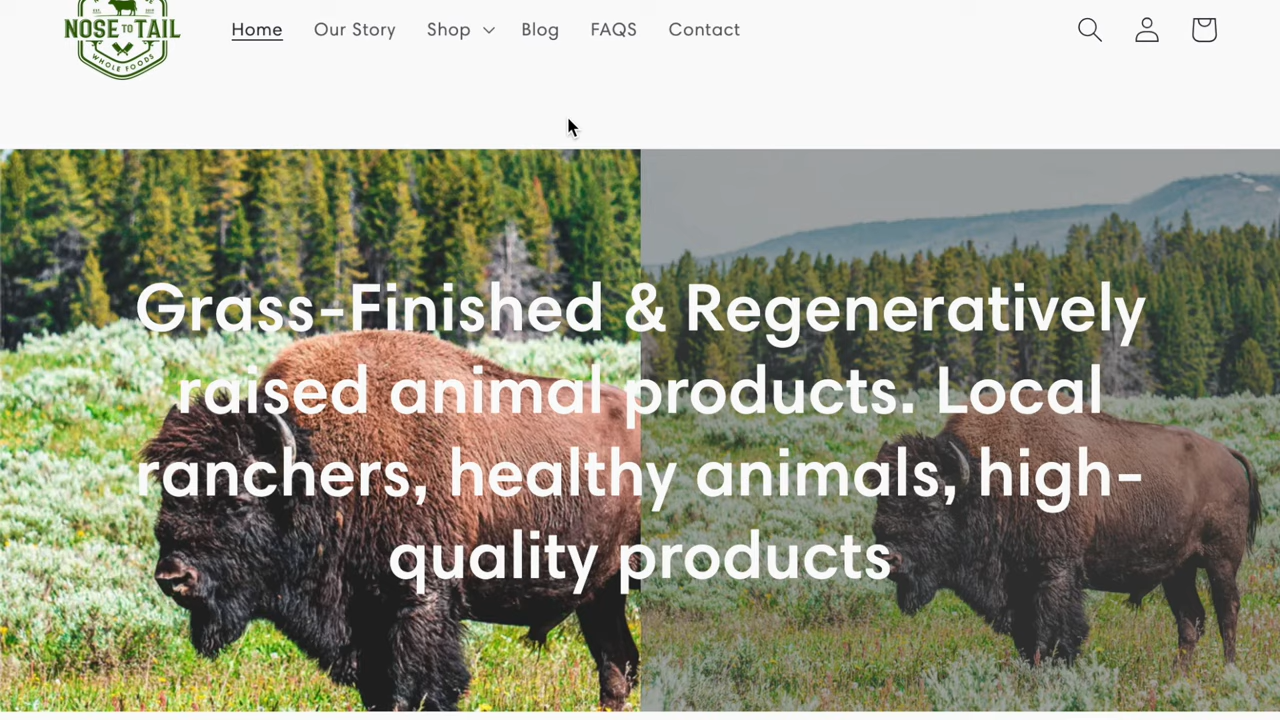 NOSE TO TAIL
WHOLE FOODS
Home
Our Story
Shop
Blog
FAQS
Contact
Grass-Finished & Regeneratively
raised animal products. Local
ranchers, healthy animals, high-
quality products